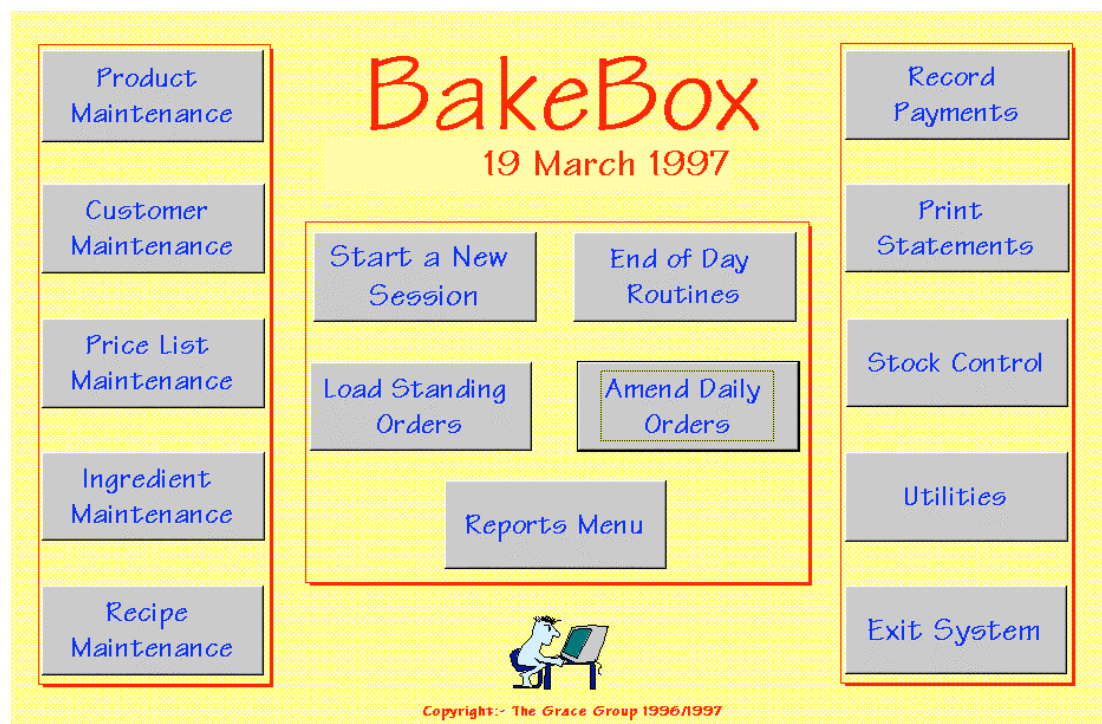 BakeBox
19 March 1997
Product
Maintenance
Customer
Maintenance
Price List
Maintenance
Ingredient
Maintenance
Recipe
Maintenance
Start a New
Session
End of Day
Routines
Load Standing
Orders
Amend Daily
Orders
Reports Menu
Record
Payments
Print
Statements
Stock Control
Utilities
Exit System
Copyright:- The Grace Group 1996/1997